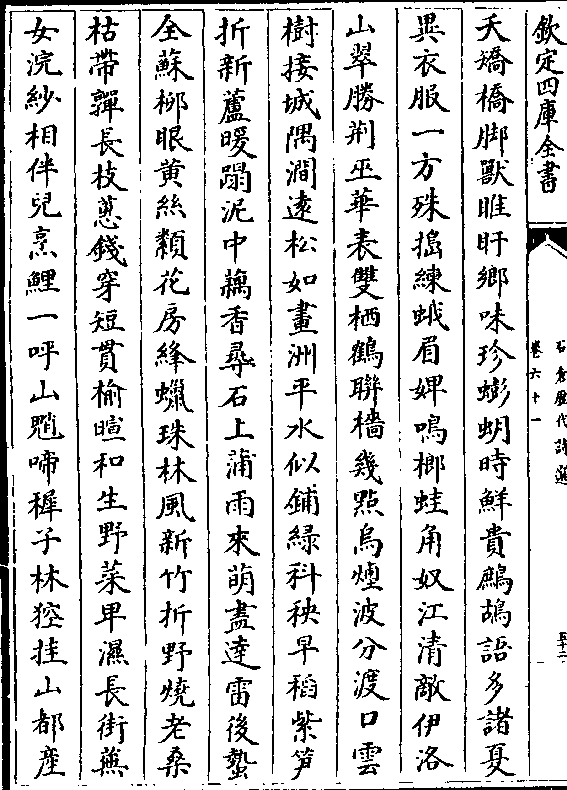 欽定四庫全書
石倉歷代詩選
卷六十一
夭矯橋脚獸睢盱鄉味珍蟛蚏時鮮貴鷓鴣語多諸夏
異衣服一方殊搗練蛾眉婢鳴榔蛙角奴江清敵伊洛
山翠勝荆巫華表雙栖鶴聯檣幾㸃烏煙波分渡口雲
樹接城隅澗遠松如畫洲平水似鋪緑科秧早稻紫笋
折新蘆暖蹋泥中藕香尋石上蒲雨來萌盡達雷後蟄
全蘇栁眼黄絲纇花房絳蠟珠林風新竹折野燒老桑
枯帶軃長枝蕙錢穿短貫榆暄和生野菜卑濕長街蕪
女浣紗相伴兒烹鯉一呼山魈啼稺子林狖挂山都產